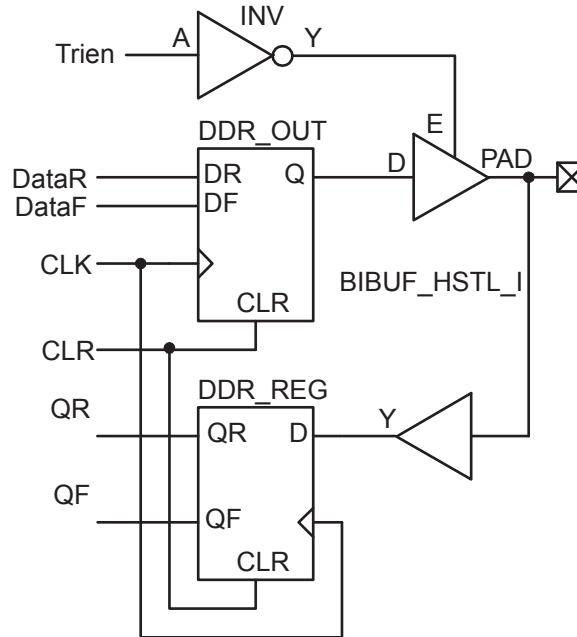 INV
A
Y
Trien
E
DDR_OUT
D
PAD
DataR
DR
Q
DataF
DF
CLK
BIBUF_HSTL_I
CLR
CLR
DDR_REG
QR
QR
D
Y
QF
QF
CLR